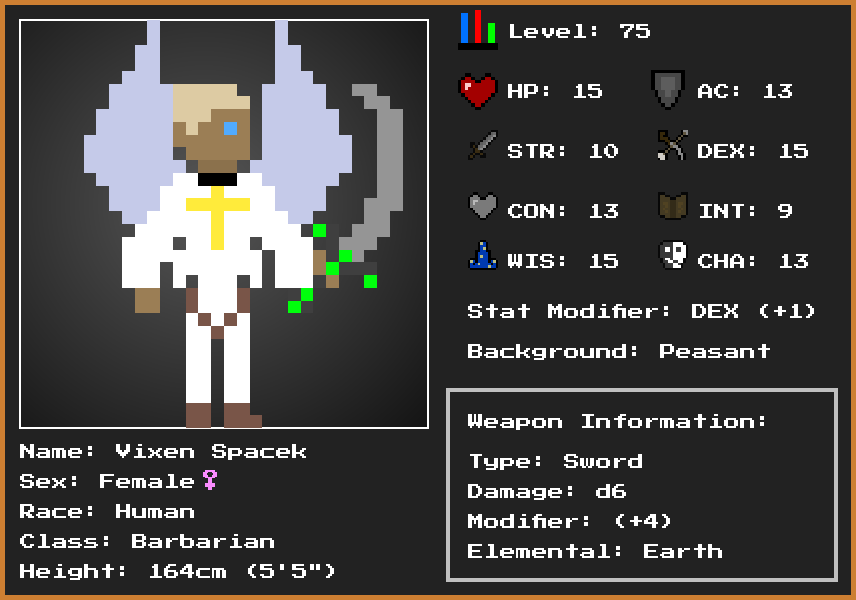 Level: 75
HP: 15
AC: 13
STR: 10
DEX: 15
CON: 13
INT: 9
WIS: 15
CHA: 13
Stat Modifier: DEX (+1)
Background: Peasant
Weapon Information:
Type: Sword
Damage: d6
Modifier: (+4)
Elemental: Earth
Name: Vixen Spacek
Sex: Female♀
Race: Human
Class: Barbarian
Height: 164cm (5'5")